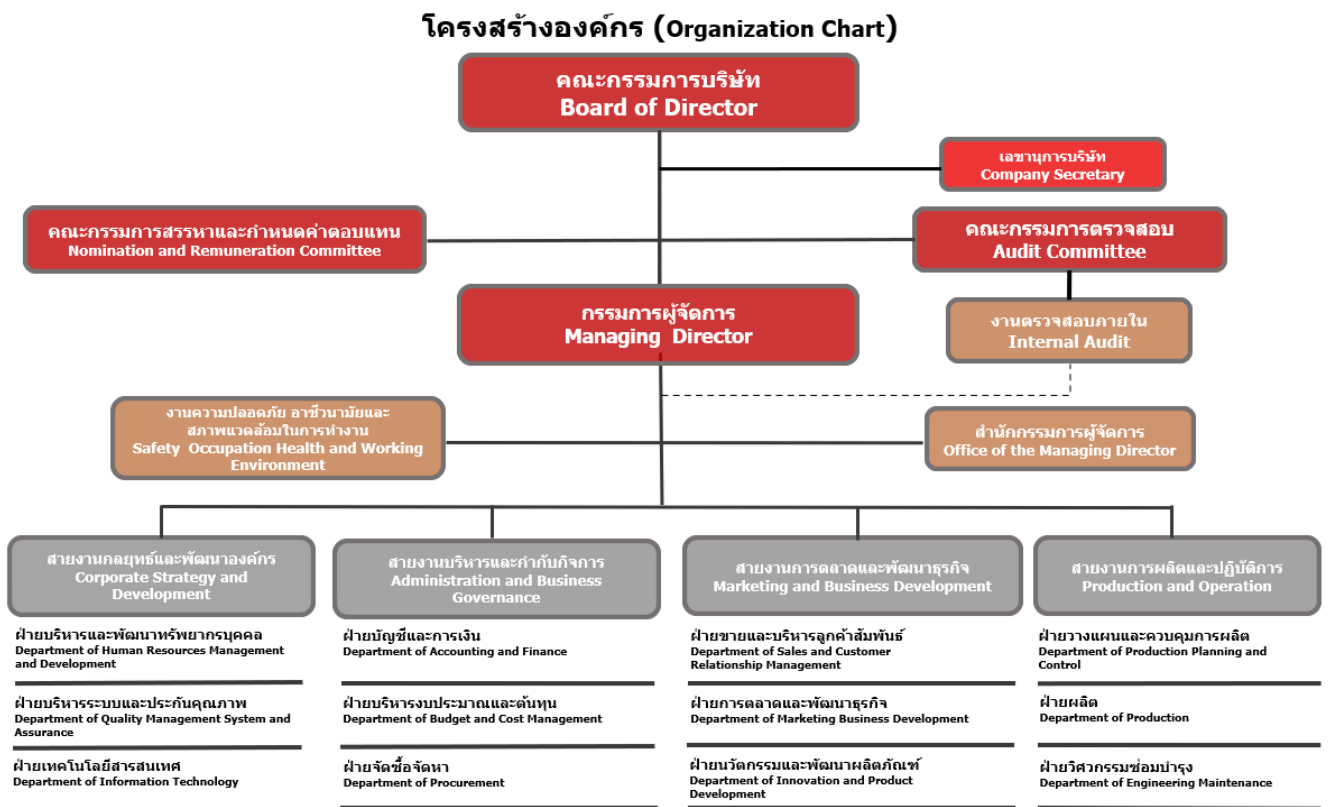 โครงสร้างองค์กร (Organization Chart)
คณะกรรมการบริษัท
Board of Director
เลขานุการบริษัท
Company Secretary
คณะกรรมการสรรหาและกำหนดค่าตอบแทน
Nomination and Remuneration Committee
คณะกรรมการตรวจสอบ
Audit Committee
กรรมการผู้จัดการ
Managing Director
งานตรวจสอบภายใน
Internal Audit
งานความปลอดภัย อาชีวนามัยและ
สภาพแวดล้อมในการทำงาน
Safety Occupation Health and Working
Environment
สำนักกรรมการผู้จัดการ
Office of the Managing Director
สายงานกลยุทธ์และพัฒนาองค์กร
Corporate Strategy and
Development
สายงานบริหารและกำกับกิจการ
Administration and Business
Governance
สายงานการตลาดและพัฒนาธุรกิจ
Marketing and Business Development
สายงานการผลิตและปฏิบัติการ
Production and Operation
ฝ่ายบริหารและพัฒนาทรัพยากรบุคคล
Department of Human Resources Management
and Development
ฝ่ายบริหารระบบและประกันคุณภาพ
Department of Quality Management System and
Assurance
ฝ่ายเทคโนโลยีสารสนเทศ
Department of Information Technology
ฝ่ายบัญชีและการเงิน
Department of Accounting and Finance
ฝ่ายบริหารงบประมาณและต้นทุน
Department of Budget and Cost Management
ฝ่ายจัดซื้อจัดหา
Department of Procurement
ฝ่ายขายและบริหารลูกค้าสัมพันธ์
Department of Sales and Customer
Relationship Management
ฝ่ายการตลาดและพัฒนาธุรกิจ
Department of Marketing Business Development
ฝ่ายนวัตกรรมและพัฒนาผลิตภัณฑ์
Department of Innovation and Product
Development
ฝ่ายวางแผนและควบคุมการผลิต
Department of Production Planning and
Control
ฝ่ายผลิต
Department of Production
ฝ่ายวิศวกรรมซ่อมบำรุง
Department of Engineering Maintenance